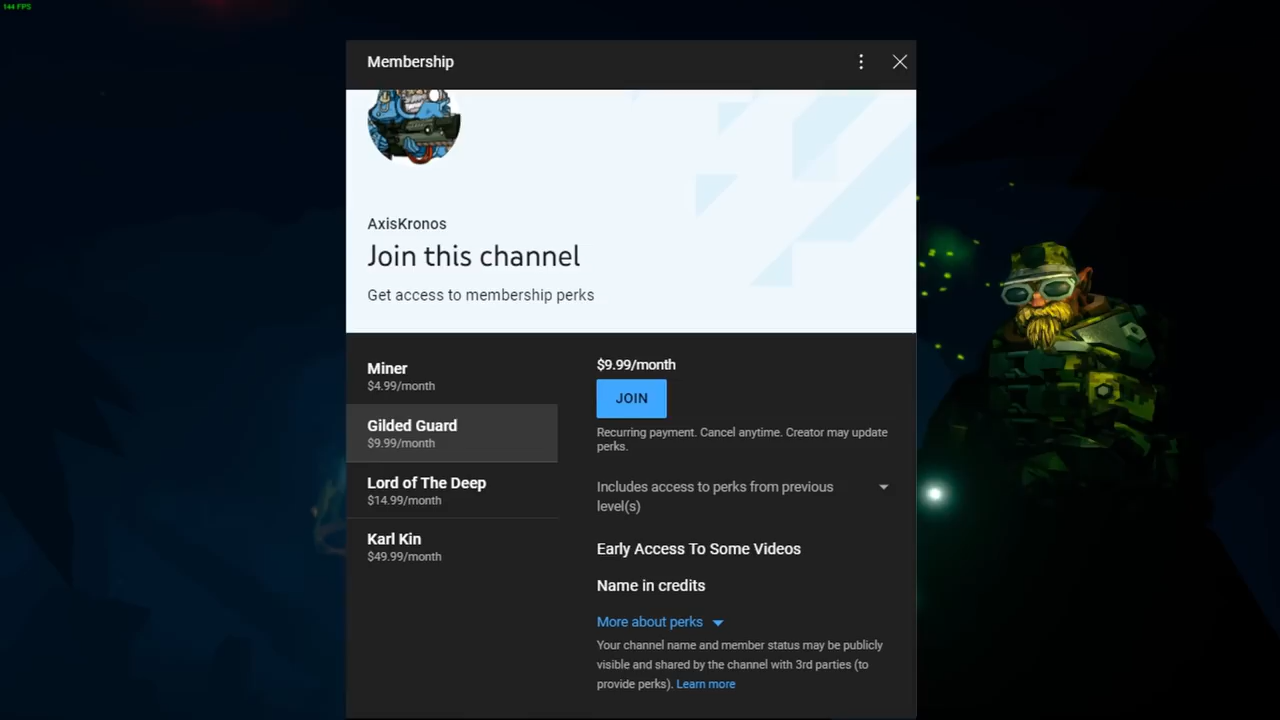 144 FPS
Membership
AxisKronos
Join this channel
Get access to membership perks
Miner
$4.99/month
Gilded Guard
$9.99/month
Lord of The Deep
$14.99/month
Karl Kin
$49.99/month
$9.99/month
JOIN
Recurring payment. Cancel anytime. Creator may update
perks.
Includes access to perks from previous
level(s)
Early Access To Some Videos
Name in credits
More about perks
Your channel name and member status may be publicly
visible and shared by the channel with 3rd parties (to
provide perks). Learn more